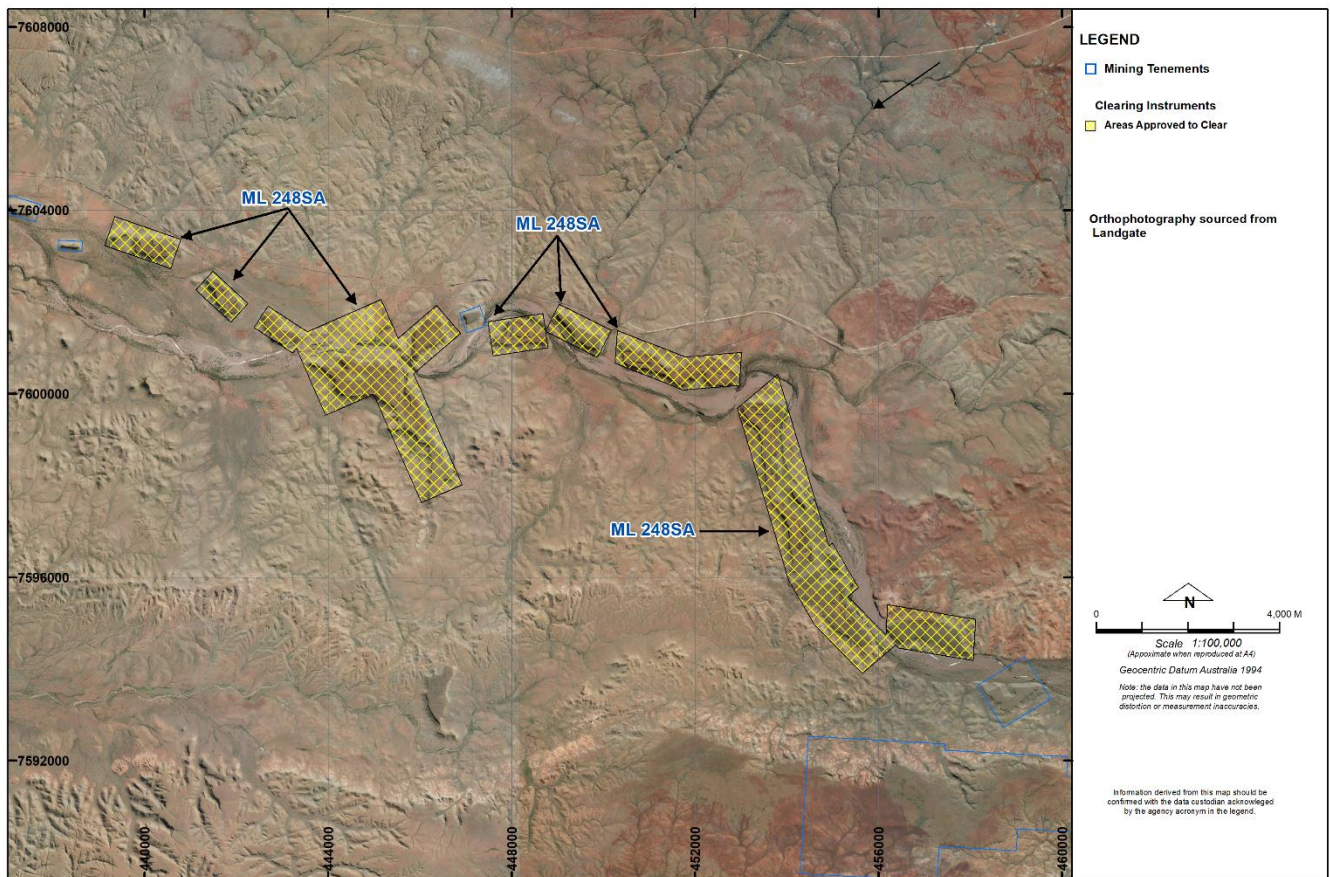 7608000
7604000
7600000
7596000
7592000
440000
444000
448000
452000
456000
460000
ML 248SA
ML 248SA
ML 248SA
LEGEND
Mining Tenements
Clearing Instruments
Areas Approved to Clear
Orthophotography sourced from
Landgate
N
0
4,000 M
Scale 1:100,000
(Approximate when reproduced at A4)
Geocentric Datum Australia 1994
Note: the data in this map have not been
projected. This may result in geometric
distortion or measurement inaccuracies.
Information derived from this map should be
confirmed with the data custodian acknowleged
by the agency acronym in the legend.